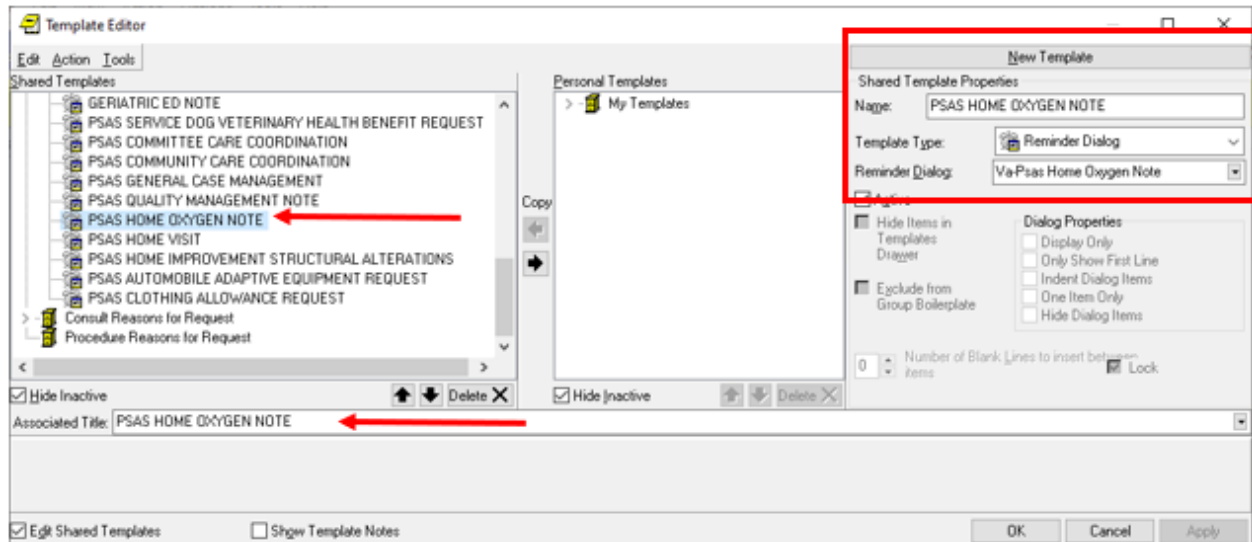 Template Editor
Edit Action Tools
Shared Templates
GERIATRIC ED NOTE
PSAS SERVICE DOG VETERINARY HEALTH BENEFIT REQUEST
PSAS COMMITTEE CARE COORDINATION
PSAS COMMUNITY CARE COORDINATION
PSAS GENERAL CASE MANAGEMENT
PSAS QUALITY MANAGEMENT NOTE
PSAS HOME OXYGEN NOTE
PSAS HOME VISIT
PSAS HOME IMPROVEMENT STRUCTURAL ALTERATIONS
PSAS AUTOMOBILE ADAPTIVE EQUIPMENT REQUEST
PSAS CLOTHING ALLOWANCE REQUEST
Consult Reasons for Request
Procedure Reasons for Request
Hide Inactive
Delete
Copy
Personal Templates
My Templates
Hide Inactive
Delete
New Template
Shared Template Properties
Name: PSAS HOME OXYGEN NOTE
Template Type: Reminder Dialog
Reminder Dialog: Va-Psas Home Oxygen Note
Active
Hide Items in
Templates
Drawer
Exclude from
Group Boilerplate
Dialog Properties
Display Only
Only Show First Line
Indent Dialog Items
One Item Only
Hide Dialog Items
0 Number of Blank Lines to insert between
items
Lock
Associated Title: PSAS HOME OXYGEN NOTE
Edit Shared Templates
Show Template Notes
OK Cancel Apply